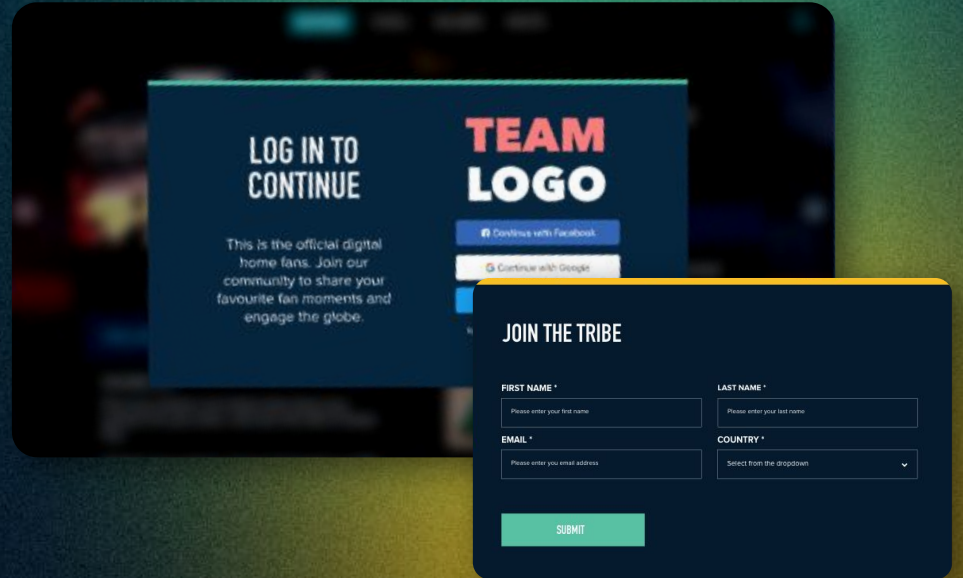 LOG IN TO
CONTINUE
This is the official digital
home fans. Join our
community to share your
favourite fan moments and
engage the globe.
TEAM
LOGO
Continue with Facebook
Continue with Google
JOIN THE TRIBE
FIRST NAME *
Please enter your first name
LAST NAME *
Please enter your last name
EMAIL *
Please enter you email address
COUNTRY *
Select from the dropdown
SUBMIT